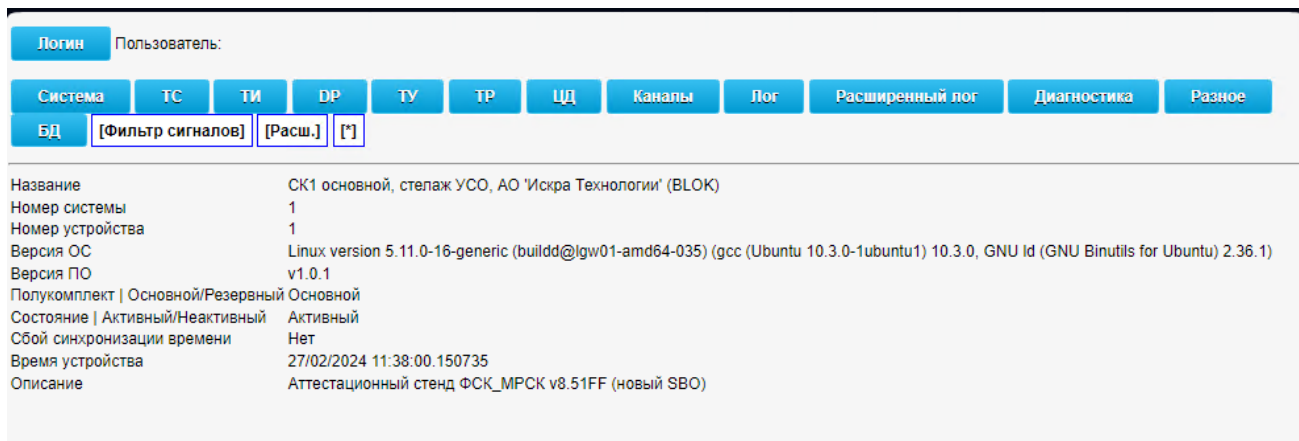 Логин Пользователь:
Система ТС ТИ DP ТУ ТР ЦД Каналы Лог Расширенный лог Диагностика Разное
БД [Фильтр сигналов] [Расш.] [*]
Название СК1 основной, стелаж УСО, АО 'Искра Технологии' (BLOK)
Номер системы 1
Номер устройства 1
Версия ОС Linux version 5.11.0-16-generic (buildd@lgw01-amd64-035) (gcc (Ubuntu 10.3.0-1ubuntu1) 10.3.0, GNU ld (GNU Binutils for Ubuntu) 2.36.1)
Версия ПО v1.0.1
Полукомплект | Основной/Резервный Основной
Состояние | Активный/Неактивный Активный
Сбой синхронизации времени Нет
Время устройства 27/02/2024 11:38:00.150735
Описание Аттестационный стенд ФСК_МРСК v8.51FF (новый SBO)